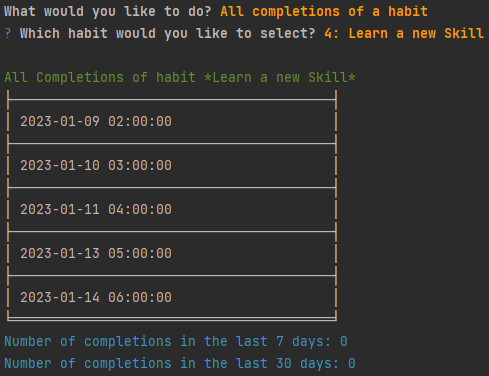 What would you like to do? All completions of a habit
? Which habit would you like to select? 4: Learn a new Skill
All Completions of habit *Learn a new Skill*
2023-01-09 02:00:00
2023-01-10 03:00:00
2023-01-11 04:00:00
2023-01-13 05:00:00
2023-01-14 06:00:00
Number of completions in the last 7 days: 0
Number of completions in the last 30 days: 0